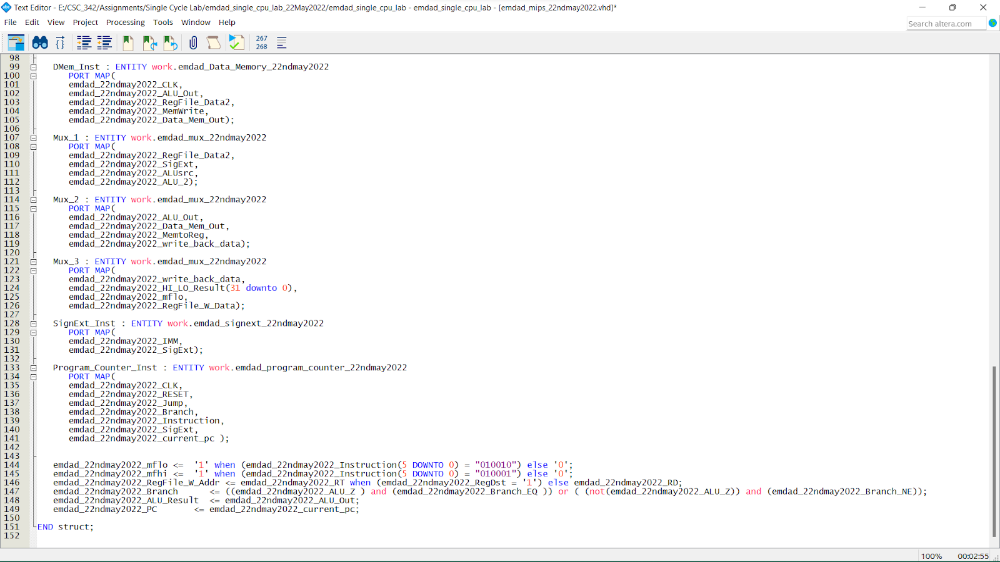 Text Editor - E:/CSC_342/Assignments/Single Cycle Lab/emdad_single_cpu_lab_22May2022/emdad_single_cpu_lab - emdad_single_cpu_lab - [emdad_mips_22ndmay2022.vhd]*
File Edit View Project Processing Tools Window Help
Search altera.com
267
268
98
99 DMem_Inst : ENTITY work.emdad_Data_Memory_22ndmay2022
100 PORT MAP(
101 emdad_22ndmay2022_CLK,
102 emdad_22ndmay2022_ALU_Out,
103 emdad_22ndmay2022_RegFile_Data2,
104 emdad_22ndmay2022_MemWrite,
105 emdad_22ndmay2022_Data_Mem_Out);
106
107 Mux_1 : ENTITY work.emdad_mux_22ndmay2022
108 PORT MAP(
109 emdad_22ndmay2022_RegFile_Data2,
110 emdad_22ndmay2022_SigExt,
111 emdad_22ndmay2022_ALUsrc,
112 emdad_22ndmay2022_ALU_2);
113
114 Mux_2 : ENTITY work.emdad_mux_22ndmay2022
115 PORT MAP(
116 emdad_22ndmay2022_ALU_Out,
117 emdad_22ndmay2022_Data_Mem_Out,
118 emdad_22ndmay2022_MemtoReg,
119 emdad_22ndmay2022_write_back_data);
120
121 Mux_3 : ENTITY work.emdad_mux_22ndmay2022
122 PORT MAP(
123 emdad_22ndmay2022_write_back_data,
124 emdad_22ndmay2022_HI_LO_Result(31 downto 0),
125 emdad_22ndmay2022_mflo,
126 emdad_22ndmay2022_RegFile_W_Data);
127
128 SignExt_Inst : ENTITY work.emdad_signext_22ndmay2022
129 PORT MAP(
130 emdad_22ndmay2022_IMM,
131 emdad_22ndmay2022_SigExt);
132
133 Program_Counter_Inst : ENTITY work.emdad_program_counter_22ndmay2022
134 PORT MAP(
135 emdad_22ndmay2022_CLK,
136 emdad_22ndmay2022_RESET,
137 emdad_22ndmay2022_Jump,
138 emdad_22ndmay2022_Branch,
139 emdad_22ndmay2022_Instruction,
140 emdad_22ndmay2022_SigExt,
141 emdad_22ndmay2022_current_pc );
142
143
144 emdad_22ndmay2022_mflo <= '1' when (emdad_22ndmay2022_Instruction(5 DOWNTO 0) = "010010") else '0';
145 emdad_22ndmay2022_mfhi <= '1' when (emdad_22ndmay2022_Instruction(5 DOWNTO 0) = "010001") else '0';
146 emdad_22ndmay2022_RegFile_W_Addr <= emdad_22ndmay2022_RT when (emdad_22ndmay2022_RegDst = '1') else emdad_22ndmay2022_RD;
147 emdad_22ndmay2022_Branch <= ((emdad_22ndmay2022_ALU_Z ) and (emdad_22ndmay2022_Branch_EQ )) or ( (not(emdad_22ndmay2022_ALU_Z)) and (emdad_22ndmay2022_Branch_NE));
148 emdad_22ndmay2022_ALU_Result <= emdad_22ndmay2022_ALU_Out;
149 emdad_22ndmay2022_PC <= emdad_22ndmay2022_current_pc;
150
151 END struct;
152
100% 00:02:55